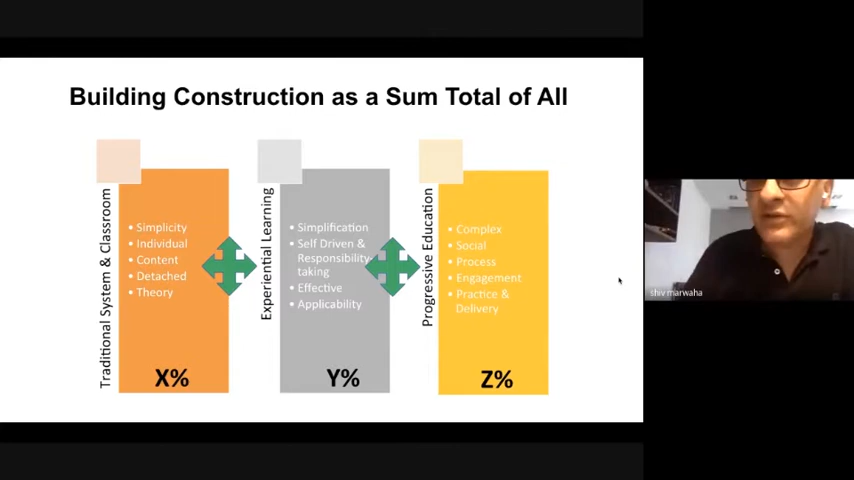 Building Construction as a Sum Total of All
Traditional System & Classroom
• Simplicity
• Individual
• Content
• Detached
• Theory
X%
Experiential Learning
• Simplification
• Self Driven &
Responsibility
taking
• Effective
• Applicability
Y%
Progressive Education
• Complex
• Social
• Process
• Engagement
• Practice &
Delivery
Z%
shiv marwaha